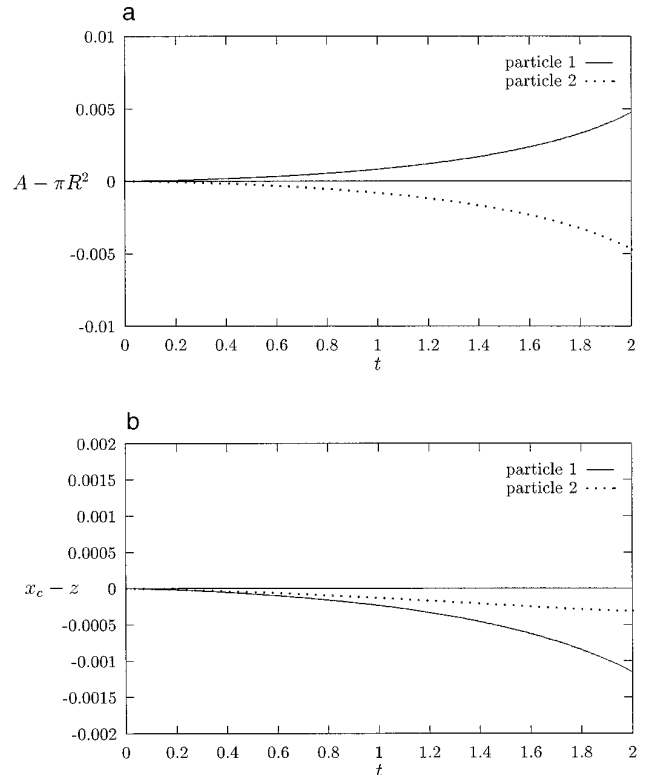 a
0.01
particle 1
particle 2
0.005
A − πR²
0
-0.005
-0.01
0 0.2 0.4 0.6 0.8 1 1.2 1.4 1.6 1.8 2
t
b
0.002
particle 1
particle 2
0.0015
0.001
0.0005
x_c − z
0
-0.0005
-0.001
-0.0015
-0.002
0 0.2 0.4 0.6 0.8 1 1.2 1.4 1.6 1.8 2
t